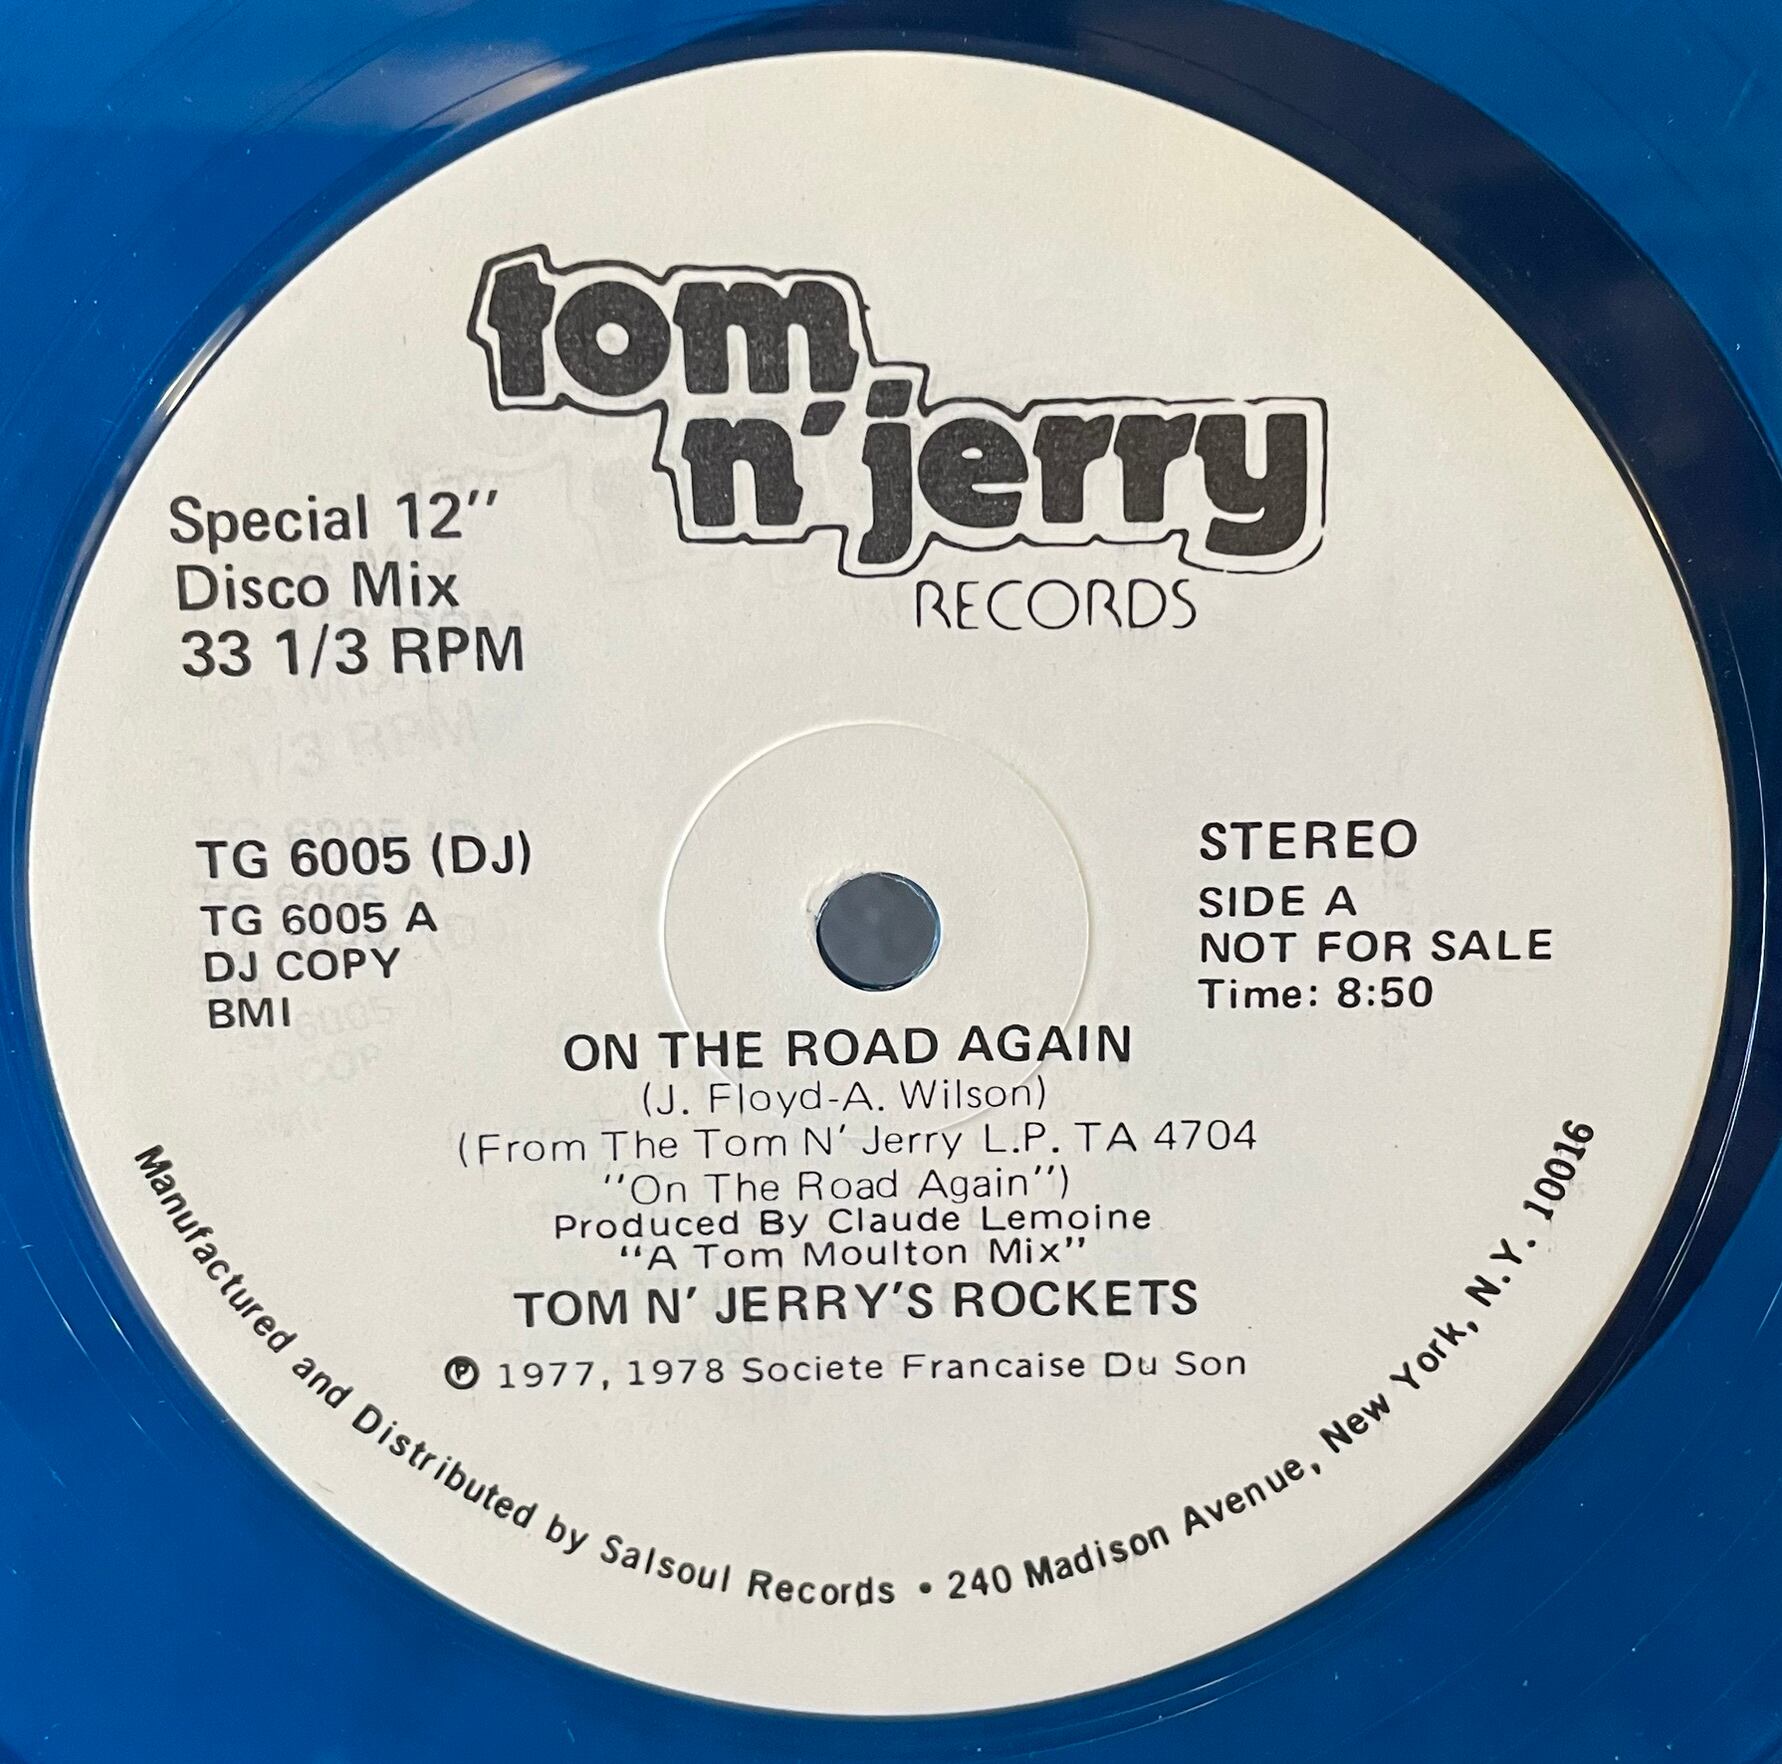 tom
n' jerry
RECORDS
Special 12"
Disco Mix
33 1/3 RPM
TG 6005 (DJ)
TG 6005 A
DJ COPY
BMI
STEREO
SIDE A
NOT FOR SALE
Time: 8:50
ON THE ROAD AGAIN
(J. Floyd-A. Wilson)
(From The Tom N' Jerry L.P. TA 4704
"On The Road Again")
Produced By Claude Lemoine
"A Tom Moulton Mix"
TOM N' JERRY'S ROCKETS
℗ 1977, 1978 Societe Francaise Du Son
Manufactured and Distributed by Salsoul Records • 240 Madison Avenue, New York, N.Y. 10016